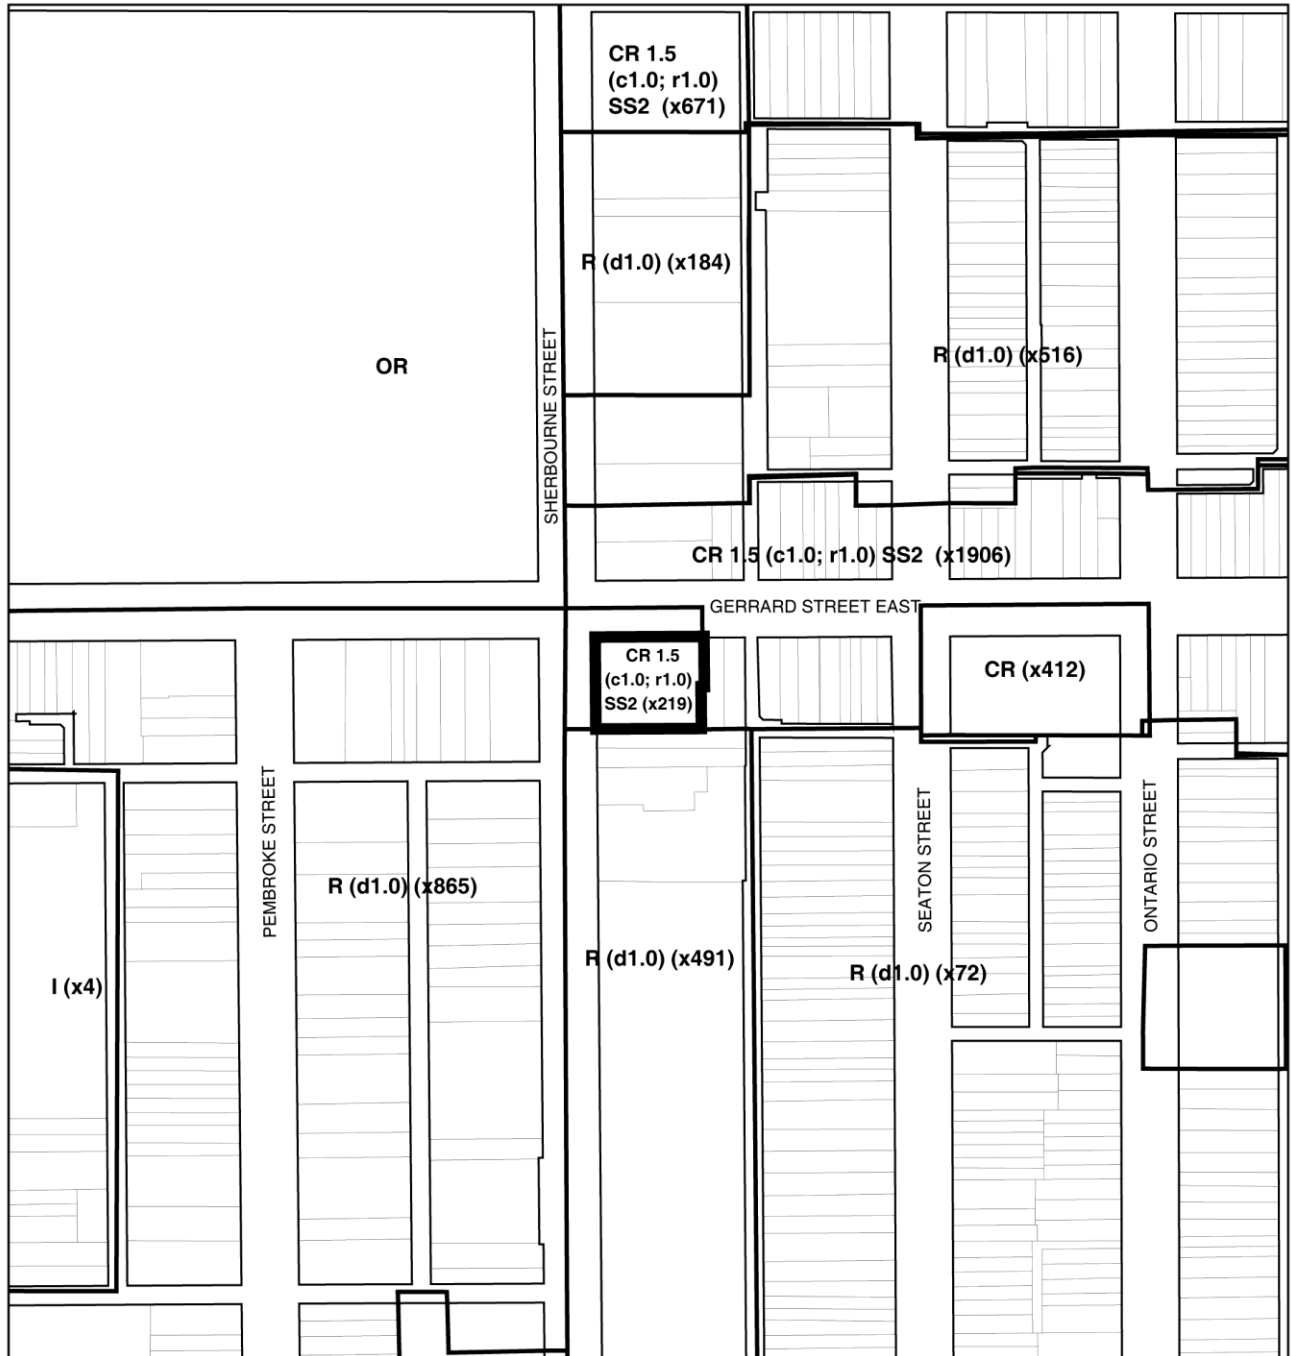 CR 1.5
(c1.0; r1.0)
SS2 (x671)
R (d1.0) (x184)
OR
SHERBOURNE STREET
R (d1.0) (x516)
CR 1.5 (c1.0; r1.0) SS2 (x1906)
GERRARD STREET EAST
CR 1.5
(c1.0; r1.0)
SS2 (x219)
CR (x412)
PEMBROKE STREET
SEATON STREET
ONTARIO STREET
R (d1.0) (x865)
R (d1.0) (x491)
R (d1.0) (x72)
I (x4)